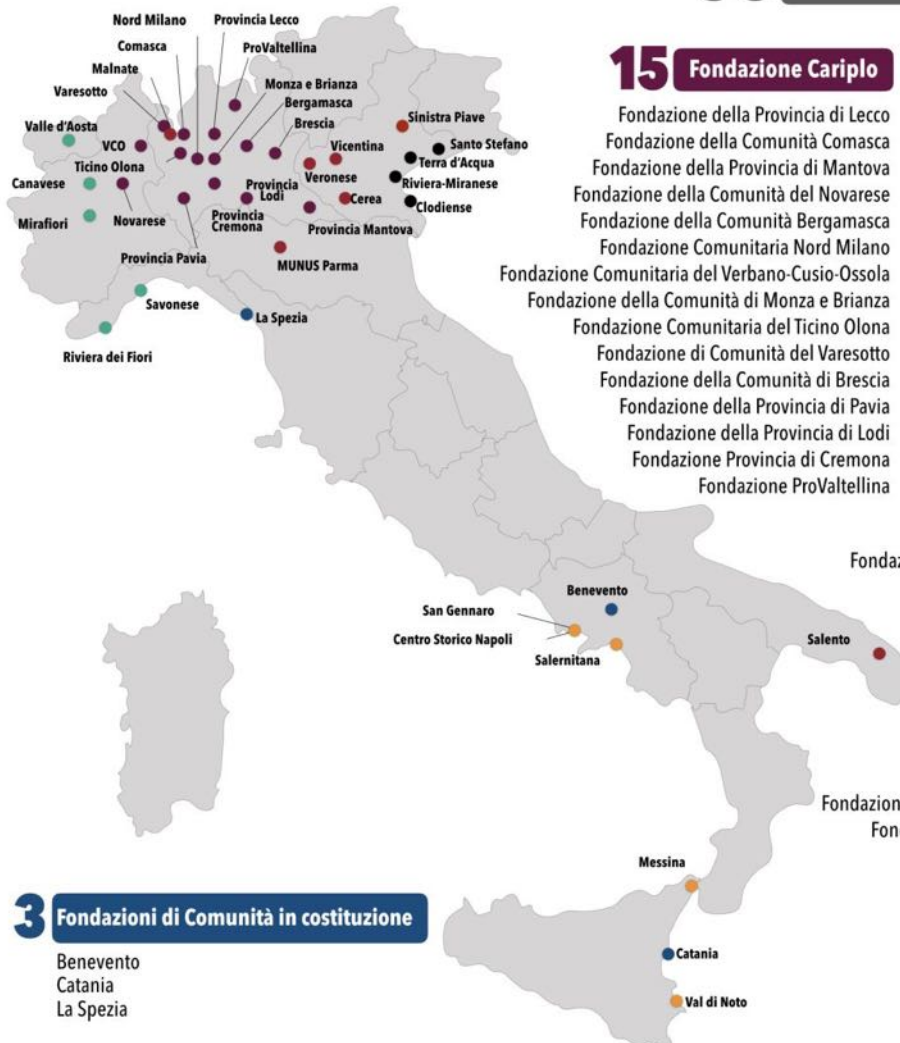 Nord Milano
Provincia Lecco
Comasca
ProValtellina
Malnate
Monza e Brianza
Varesotto
Bergamasca
Brescia
Valle d'Aosta
VCO
Ticino Olona
Canavese
Mirafiori
Novarese
Provincia Pavia
Provincia
Lodi
Provincia
Cremona
Vicentina
Veronese
Cerea
Provincia Mantova
MUNUS Parma
Sinistra Piave
Santo Stefano
Terra d'Acqua
Riviera-Miranese
Clodiense
Savonese
La Spezia
Riviera dei Fiori
15 Fondazione Cariplo
Fondazione della Provincia di Lecco
Fondazione della Comunità Comasca
Fondazione della Provincia di Mantova
Fondazione della Comunità del Novarese
Fondazione della Comunità Bergamasca
Fondazione Comunitaria Nord Milano
Fondazione Comunitaria del Verbano-Cusio-Ossola
Fondazione della Comunità di Monza e Brianza
Fondazione Comunitaria del Ticino Olona
Fondazione di Comunità del Varesotto
Fondazione della Comunità di Brescia
Fondazione della Provincia di Pavia
Fondazione della Provincia di Lodi
Fondazione Provincia di Cremona
Fondazione ProValtellina
Benevento
San Gennaro
Centro Storico Napoli
Salernitana
Salento
Messina
Catania
Val di Noto
3 Fondazioni di Comunità in costituzione
Benevento
Catania
La Spezia